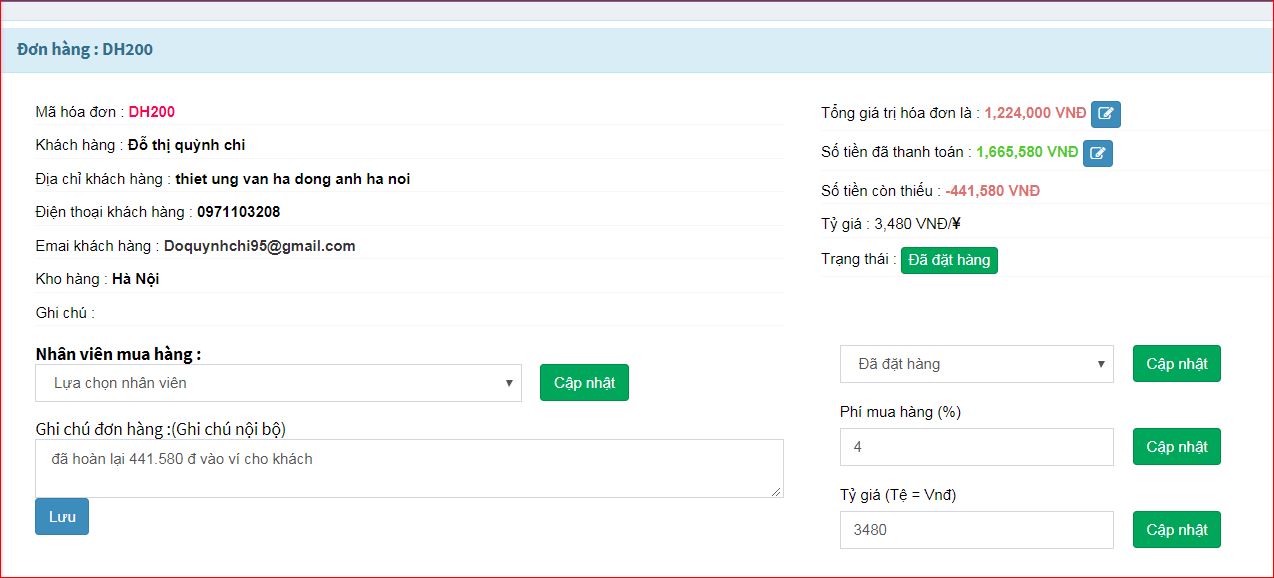 Đơn hàng : DH200
Mã hóa đơn : DH200
Khách hàng : Đỗ thị quỳnh chi
Địa chỉ khách hàng : thiet ung van ha dong anh ha noi
Điện thoại khách hàng : 0971103208
Emai khách hàng : Doquynhchi95@gmail.com
Kho hàng : Hà Nội
Ghi chú :
Nhân viên mua hàng :
Lựa chọn nhân viên
Cập nhật
Ghi chú đơn hàng :(Ghi chú nội bộ)
đã hoàn lại 441.580 đ vào ví cho khách
Lưu
Tổng giá trị hóa đơn là : 1,224,000 VNĐ
Số tiền đã thanh toán : 1,665,580 VNĐ
Số tiền còn thiếu : -441,580 VNĐ
Tỷ giá : 3,480 VNĐ/¥
Trạng thái : Đã đặt hàng
Đã đặt hàng
Cập nhật
Phí mua hàng (%)
4
Cập nhật
Tỷ giá (Tệ = Vnđ)
3480
Cập nhật